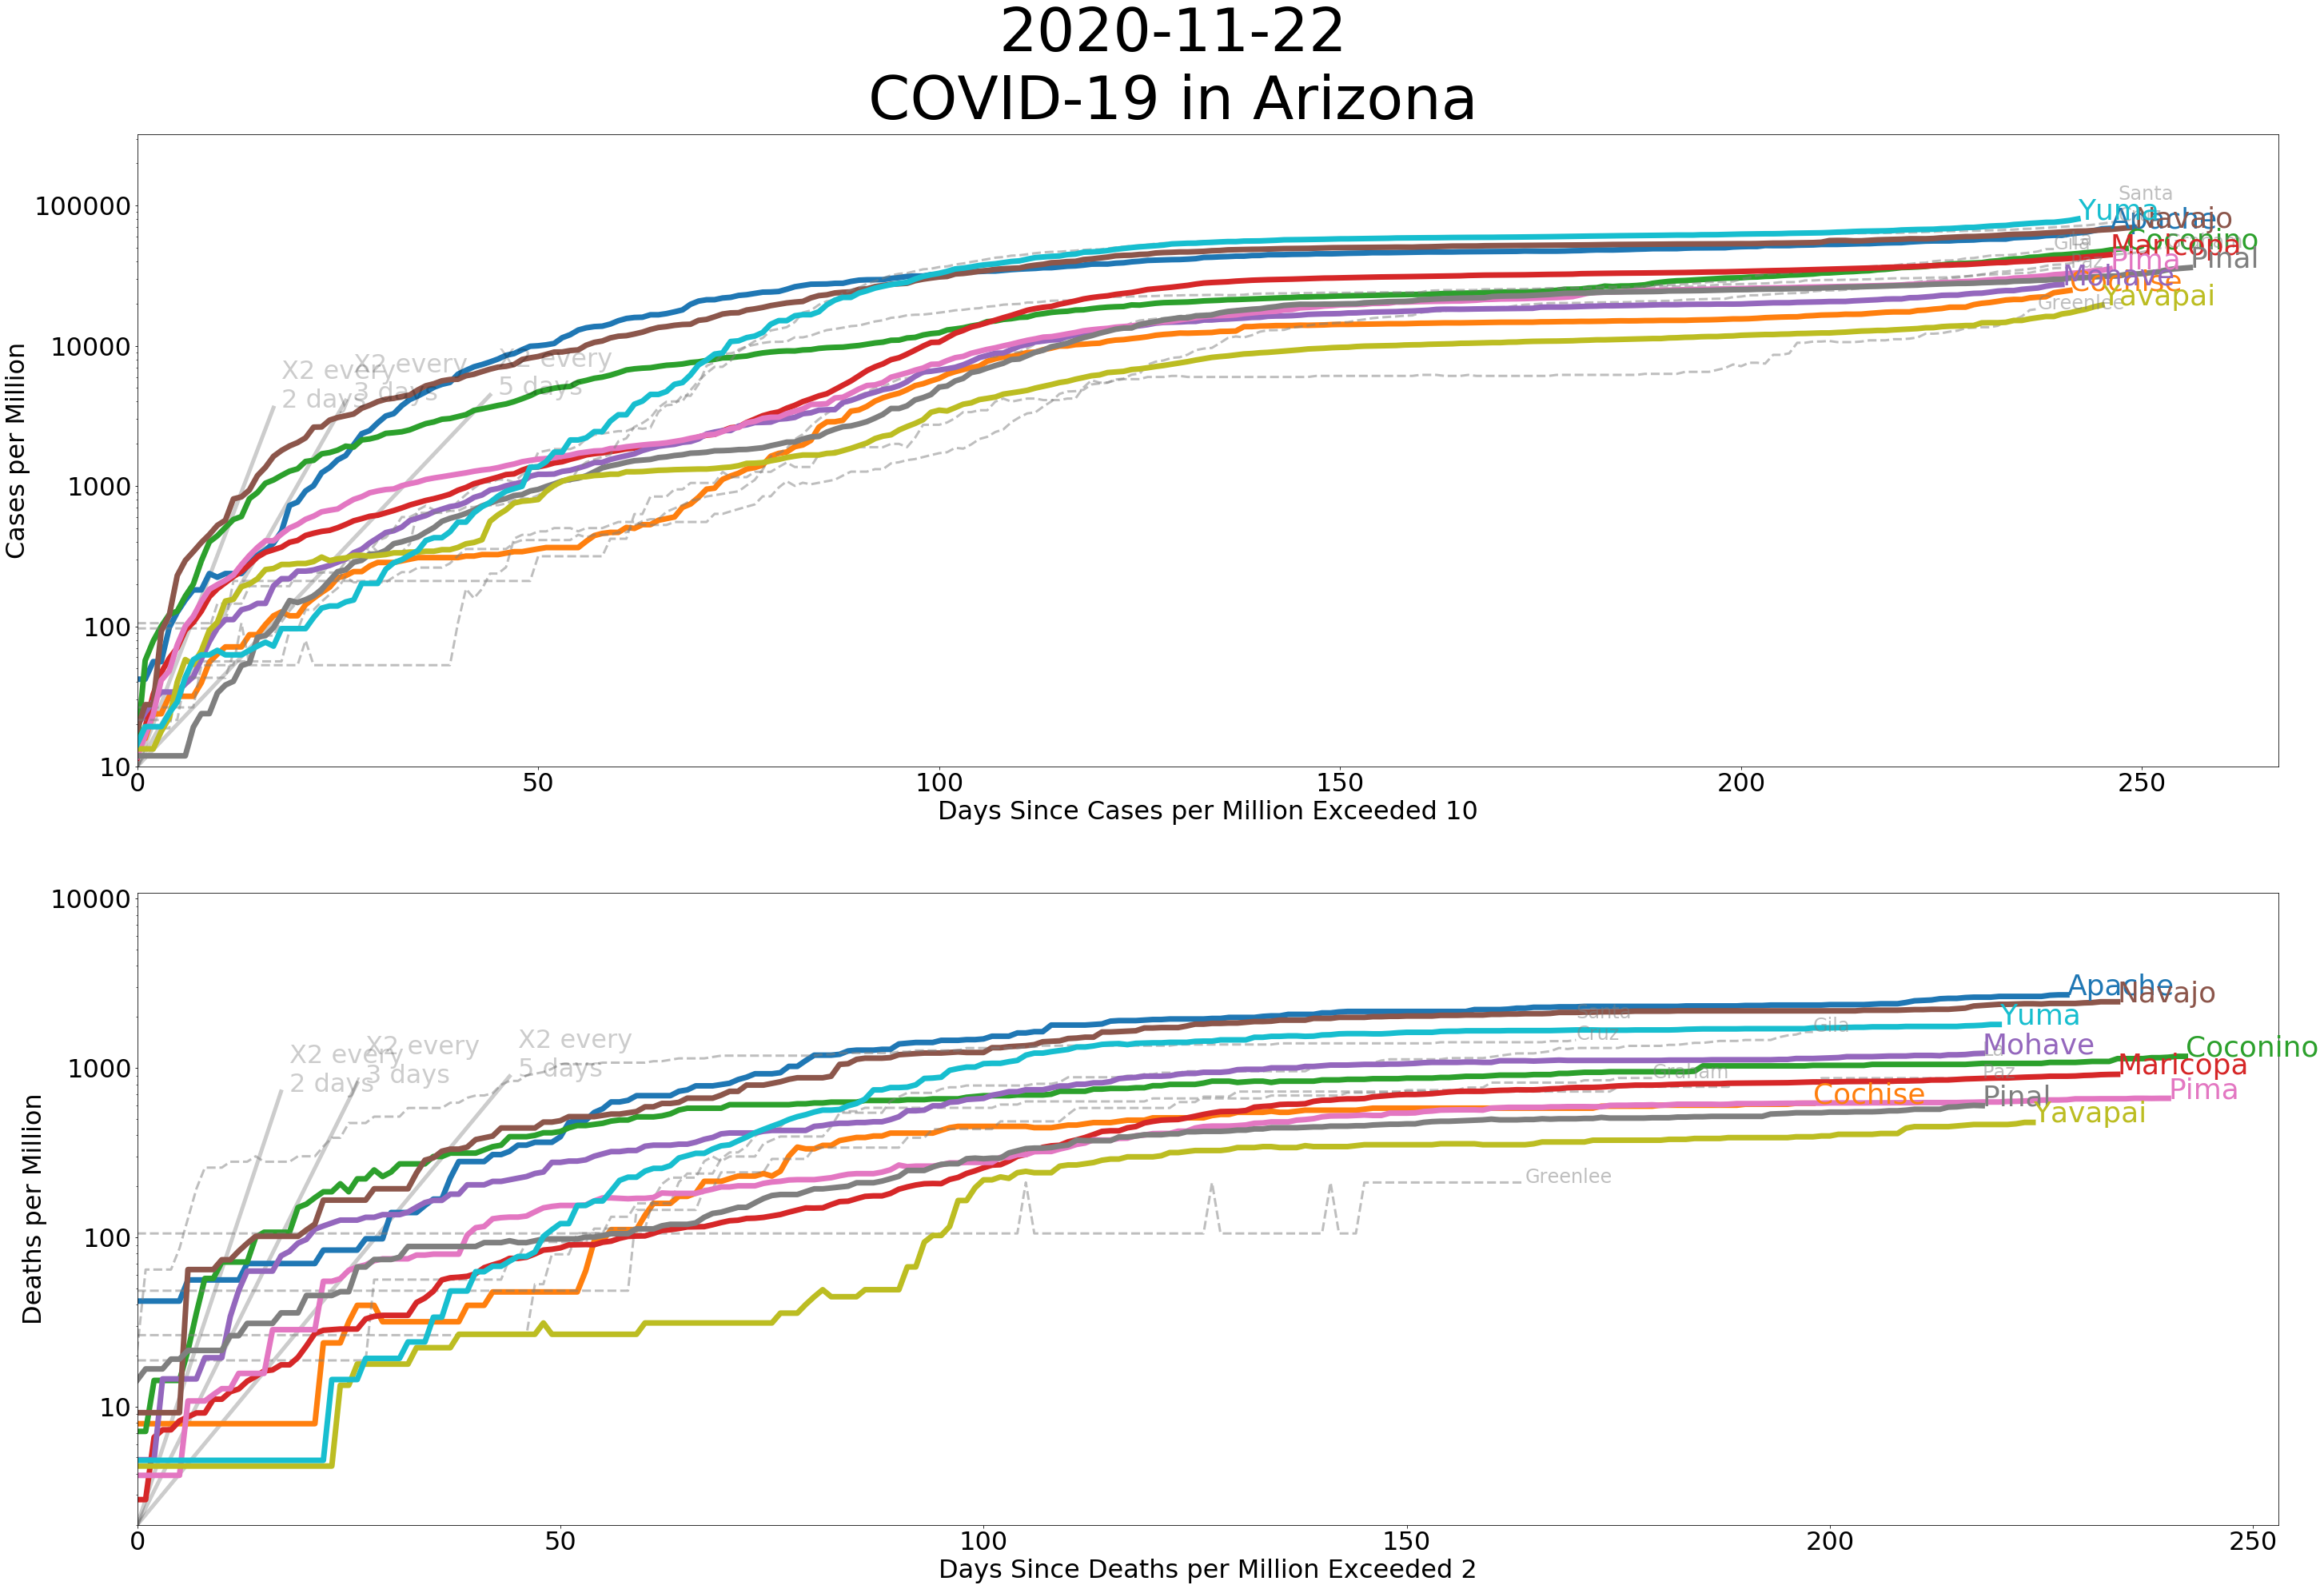 2020-11-22
COVID-19 in Arizona
Cases per Million
100000
10000
1000
100
10
X2 every
2 days
X2 every
3 days
X2 every
5 days
Santa
Yuma
Apache
Navajo
Gila
La
Coconino
Maricopa
Paz
Pima
Pinal
Mohave
Cochise
Greenlee
Yavapai
0
50
100
150
200
250
Days Since Cases per Million Exceeded 10
Deaths per Million
10000
1000
100
10
X2 every
2 days
X2 every
3 days
X2 every
5 days
Apache
Navajo
Santa
Cruz
Yuma
Gila
Mohave
La
Paz
Coconino
Graham
Maricopa
Cochise
Pinal
Pima
Yavapai
Greenlee
0
50
100
150
200
250
Days Since Deaths per Million Exceeded 2